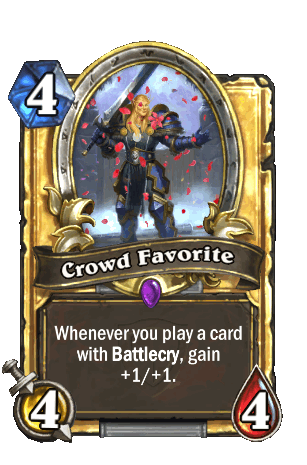 4
Crowd Favorite
Whenever you play a card
with Battlecry, gain
+1/+1.
4
4